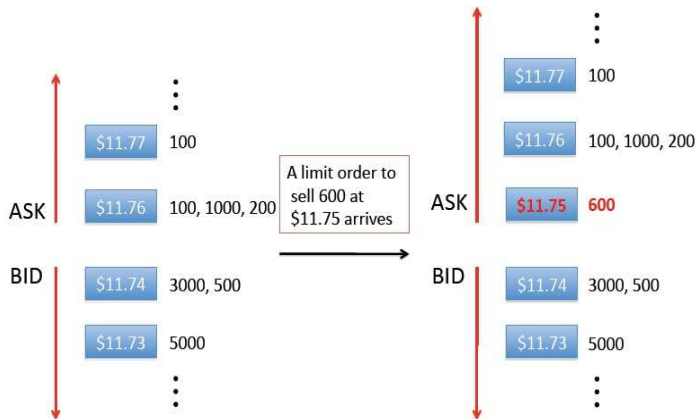 $11.77 100
ASK $11.76 100, 1000, 200
BID $11.74 3000, 500
$11.73 5000
A limit order to
sell 600 at
$11.75 arrives
$11.77 100
$11.76 100, 1000, 200
ASK $11.75 600
BID $11.74 3000, 500
$11.73 5000